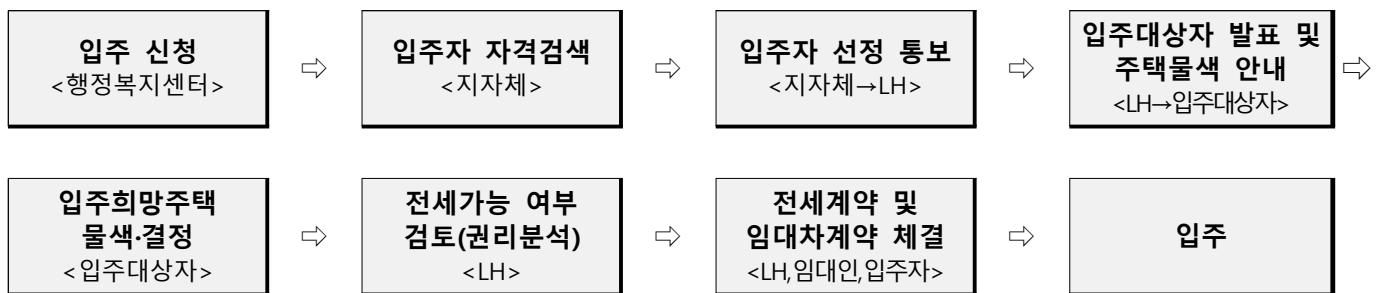 입주 신청
<행정복지센터>
⇨
입주자 자격검색
<지자체>
⇨
입주자 선정 통보
<지자체→LH>
⇨
입주대상자 발표 및
주택물색 안내
<LH→입주대상자>
⇨
입주희망주택
물색·결정
<입주대상자>
⇨
전세가능 여부
검토(권리분석)
<LH>
⇨
전세계약 및
임대차계약 체결
<LH,임대인,입주자>
⇨
입주